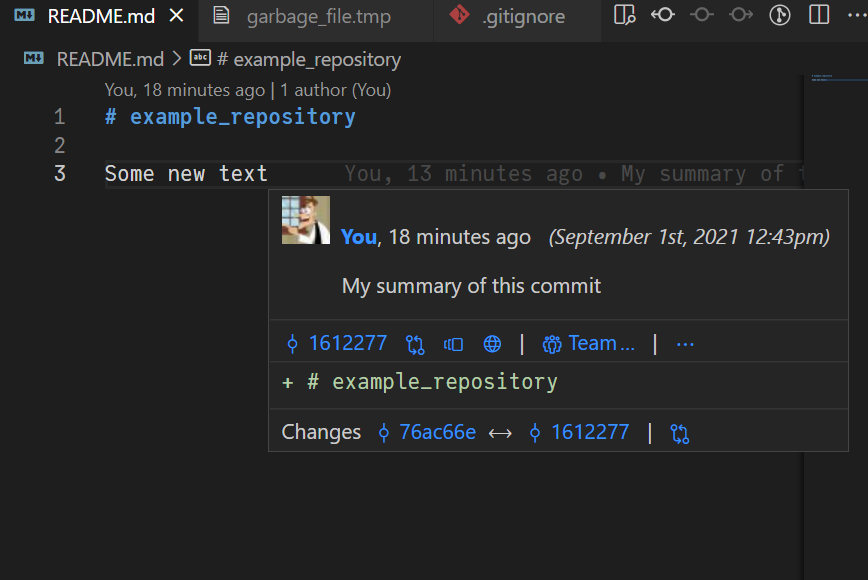 README.md garbage_file.tmp .gitignore
README.md > # example_repository
You, 18 minutes ago | 1 author (You)
1 # example_repository
2
3 Some new text You, 13 minutes ago • My summary of
You, 18 minutes ago (September 1st, 2021 12:43pm)
My summary of this commit
1612277 | Team... | ...
+ # example_repository
Changes 76ac66e ↔ 1612277 |